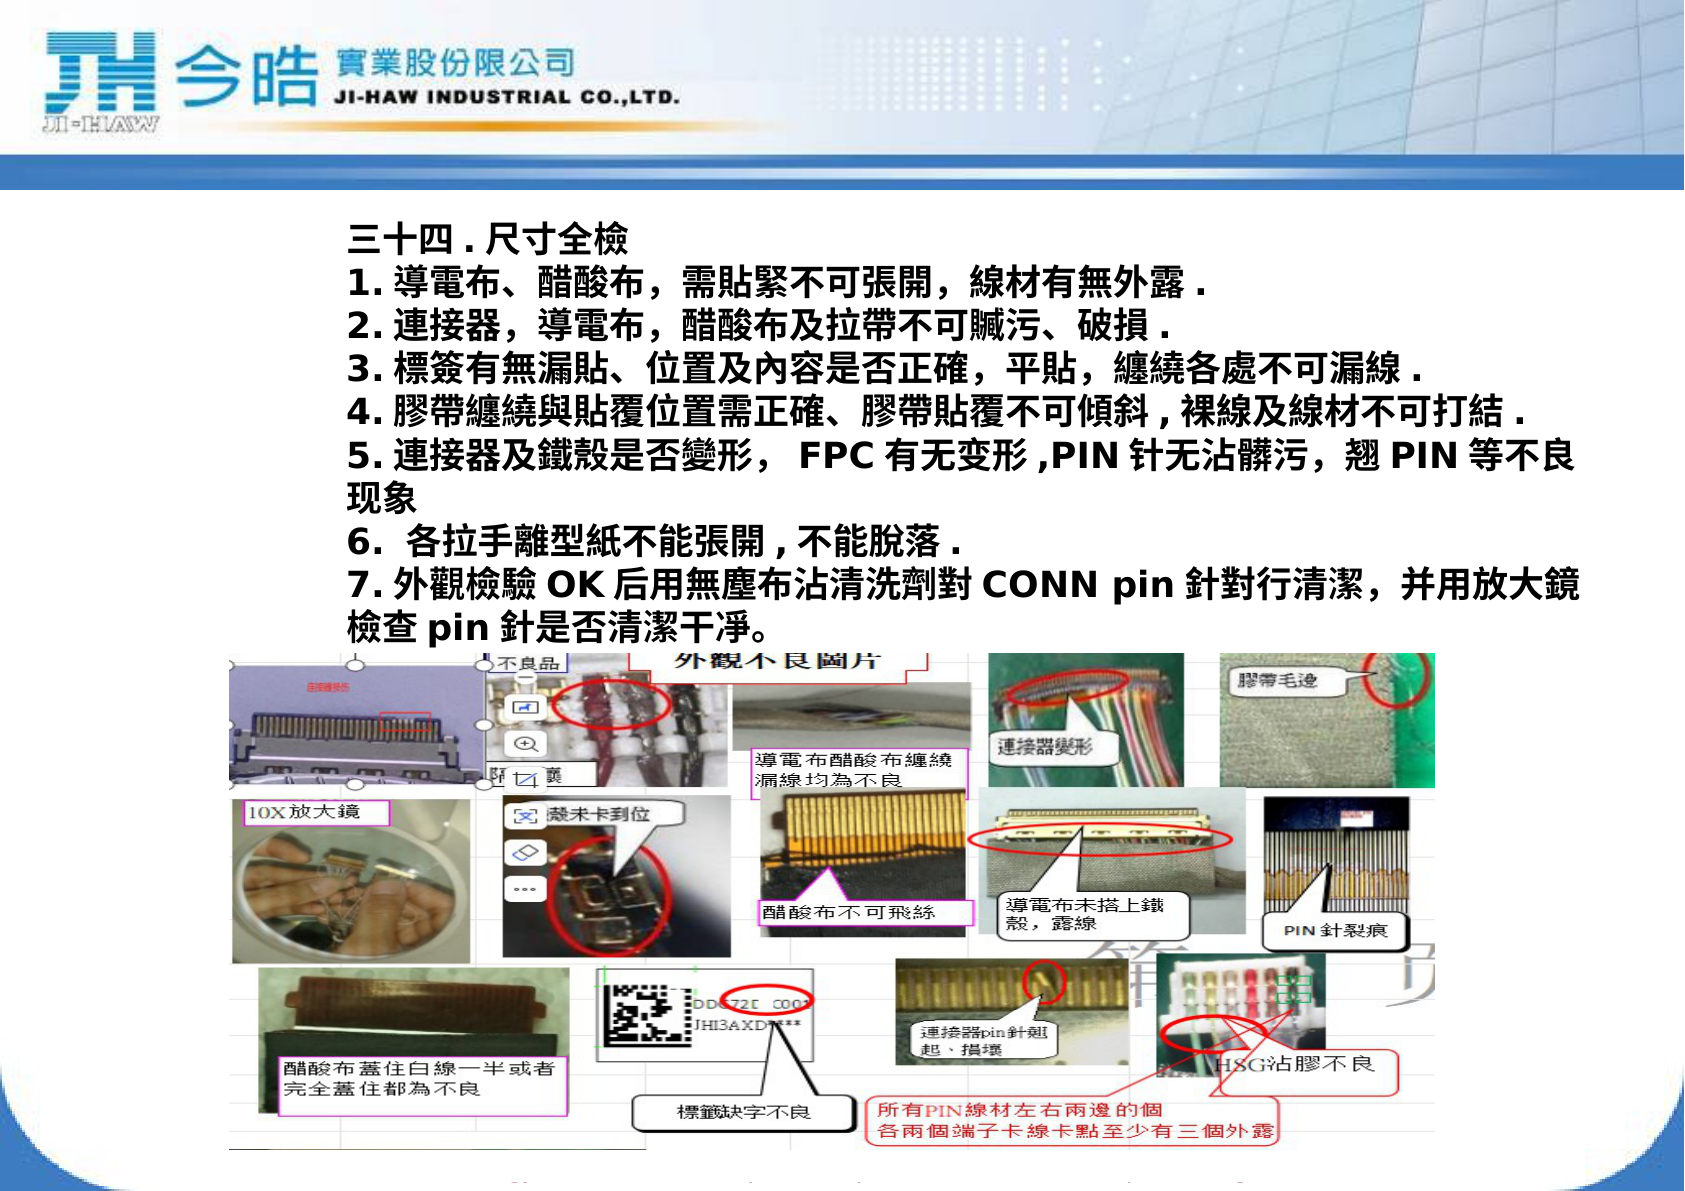 JH 今皓 實業股份限公司
JI-HAW INDUSTRIAL CO.,LTD.
JI-HAW
三十四 . 尺寸全檢
1. 導電布、醋酸布，需貼緊不可張開，線材有無外露 .
2. 連接器，導電布，醋酸布及拉帶不可贓污、破損 .
3. 標簽有無漏貼、位置及內容是否正確，平貼，纏繞各處不可漏線 .
4. 膠帶纏繞與貼覆位置需正確、膠帶貼覆不可傾斜 , 裸線及線材不可打結 .
5. 連接器及鐵殼是否變形， FPC 有无变形 ,PIN 针无沾髒污，翘 PIN 等不良
现象
6. 各拉手離型紙不能張開 , 不能脫落 .
7. 外觀檢驗 OK 后用無塵布沾清洗劑對 CONN pin 針對行清潔，并用放大鏡
檢查 pin 針是否清潔干凈。
不良品
外觀不良圖片
膠帶毛邊
連接器變形
導電布醋酸布纏繞
漏線均為不良
10X放大鏡
殼未卡到位
醋酸布不可飛絲
導電布未搭上鐵
殼，露線
PIN 針裂痕
連接器pin針翹
起、損壞
JHI3AXD****
HSG沾膠不良
醋酸布蓋住白線一半或者
完全蓋住都為不良
標籤缺字不良
所有PIN線材左右兩邊的個
各兩個端子卡線卡點至少有三個外露